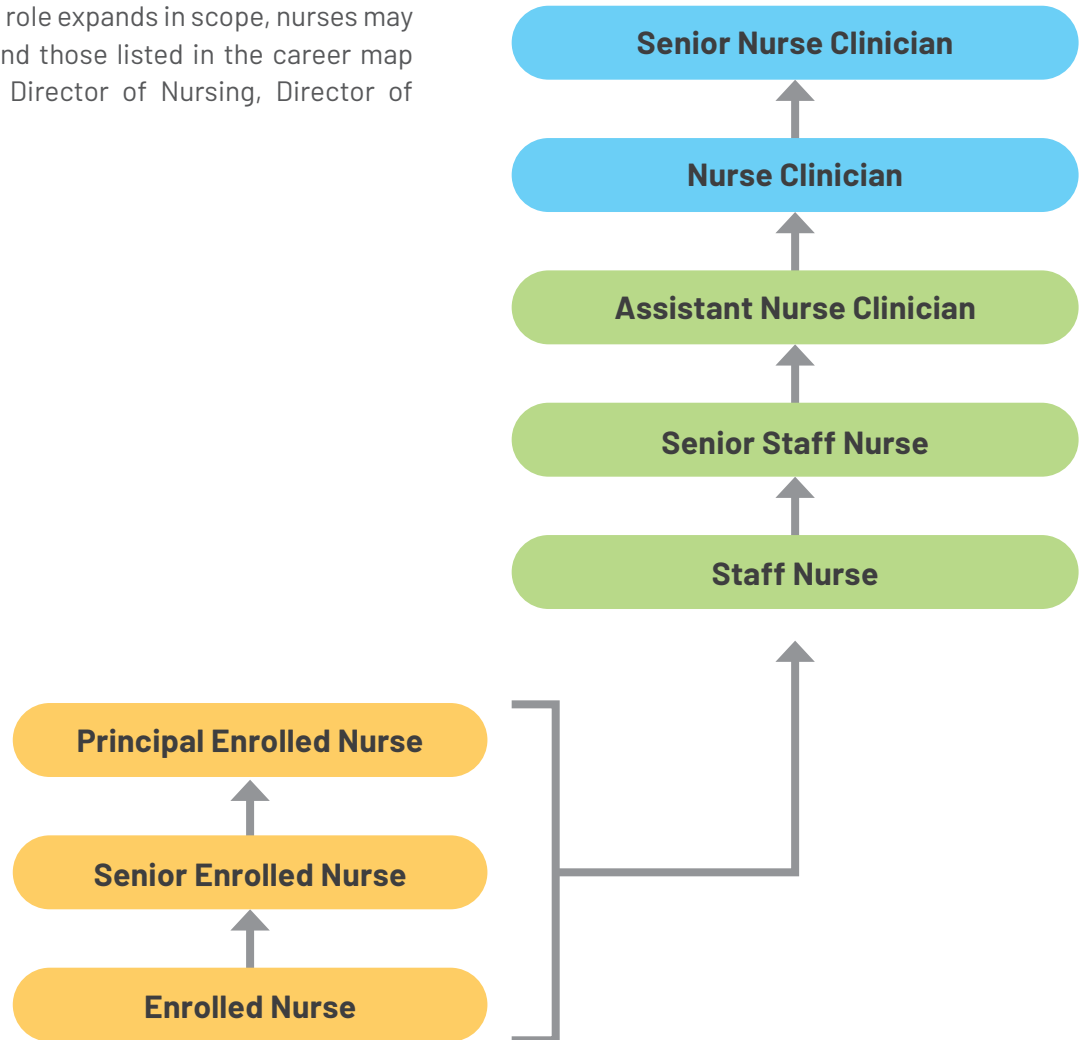 role expands in scope, nurses may
nd those listed in the career map
Director of Nursing, Director of
Senior Nurse Clinician
Nurse Clinician
Assistant Nurse Clinician
Senior Staff Nurse
Staff Nurse
Principal Enrolled Nurse
Senior Enrolled Nurse
Enrolled Nurse